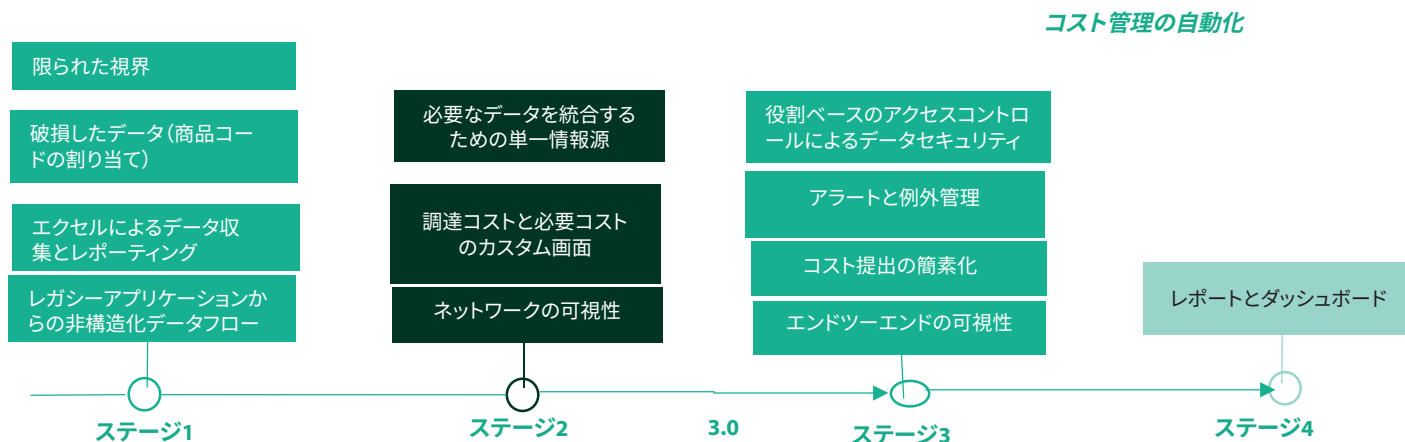 コスト管理の自動化
限られた視界
破損したデータ（商品コー
ドの割り当て）
エクセルによるデータ収
集とレポーティング
レガシーアプリケーションか
らの非構造化データフロー
必要なデータを統合する
ための単一情報源
調達コストと必要コスト
のカスタム画面
ネットワークの可視性
役割ベースのアクセスコントロ
ールによるデータセキュリティ
アラートと例外管理
コスト提出の簡素化
エンドツーエンドの可視性
レポートとダッシュボード
ステージ1
ステージ2
3.0
ステージ3
ステージ4